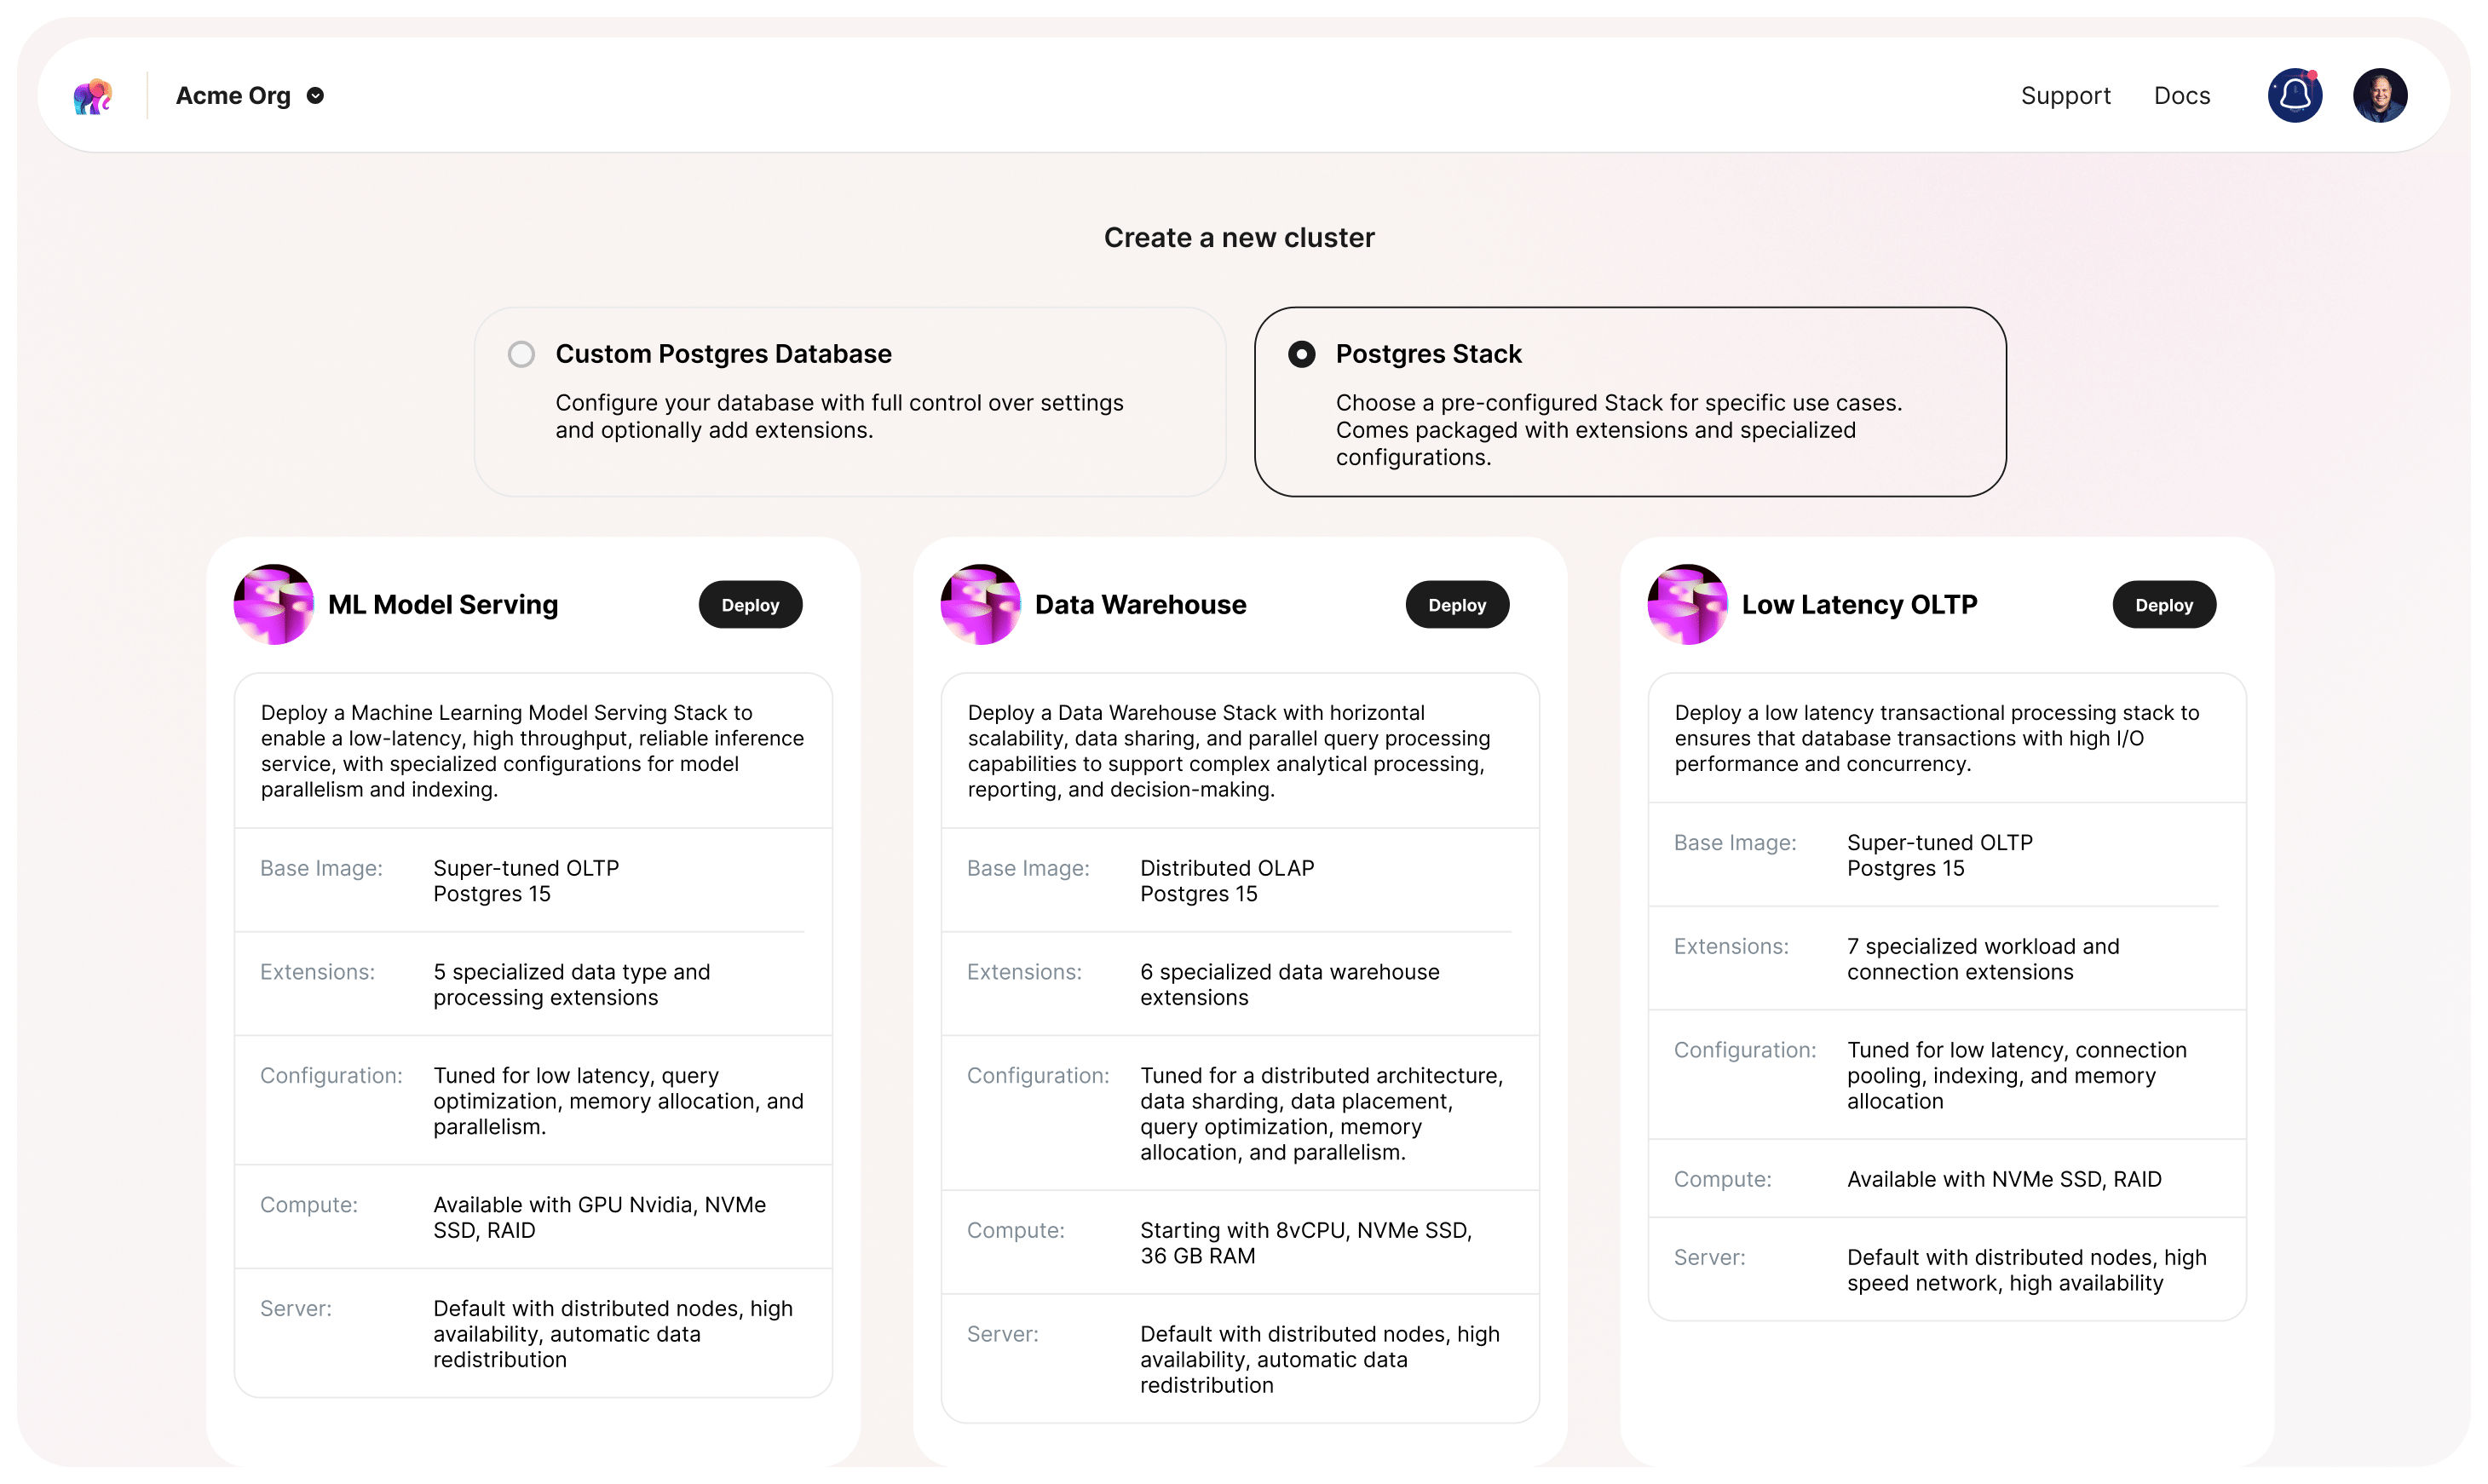 Acme Org
Support
Docs
Create a new cluster
Custom Postgres Database
Configure your database with full control over settings
and optionally add extensions.
Postgres Stack
Choose a pre-configured Stack for specific use cases.
Comes packaged with extensions and specialized
configurations.
ML Model Serving
Deploy
Deploy a Machine Learning Model Serving Stack to
enable a low-latency, high throughput, reliable inference
service, with specialized configurations for model
parallelism and indexing.
Base Image:
Super-tuned OLTP
Postgres 15
Extensions:
5 specialized data type and
processing extensions
Configuration:
Tuned for low latency, query
optimization, memory allocation, and
parallelism.
Compute:
Available with GPU Nvidia, NVMe
SSD, RAID
Server:
Default with distributed nodes, high
availability, automatic data
redistribution
Data Warehouse
Deploy
Deploy a Data Warehouse Stack with horizontal
scalability, data sharing, and parallel query processing
capabilities to support complex analytical processing,
reporting, and decision-making.
Base Image:
Distributed OLAP
Postgres 15
Extensions:
6 specialized data warehouse
extensions
Configuration:
Tuned for a distributed architecture,
data sharding, data placement,
query optimization, memory
allocation, and parallelism.
Compute:
Starting with 8vCPU, NVMe SSD,
36 GB RAM
Server:
Default with distributed nodes, high
availability, automatic data
redistribution
Low Latency OLTP
Deploy
Deploy a low latency transactional processing stack to
ensures that database transactions with high I/O
performance and concurrency.
Base Image:
Super-tuned OLTP
Postgres 15
Extensions:
7 specialized workload and
connection extensions
Configuration:
Tuned for low latency, connection
pooling, indexing, and memory
allocation
Compute:
Available with NVMe SSD, RAID
Server:
Default with distributed nodes, high
speed network, high availability